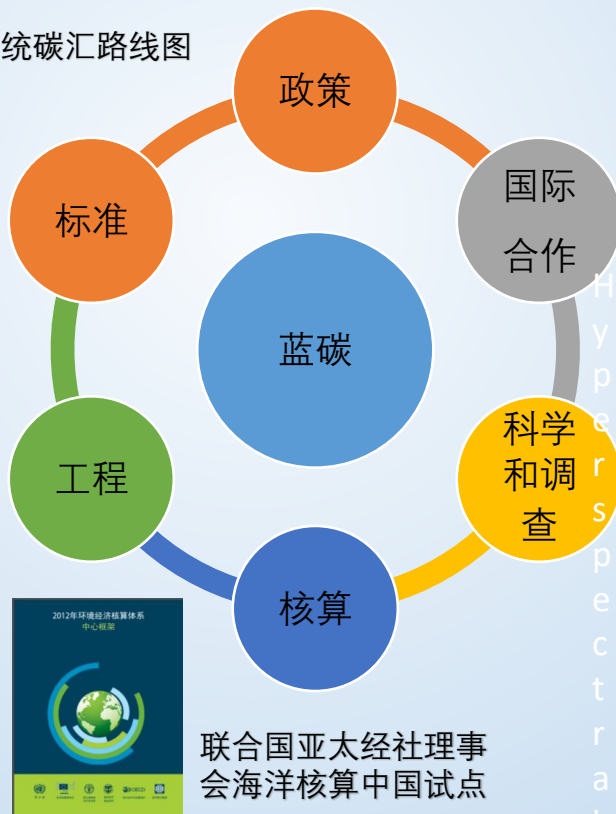 统碳汇路线图
政策
国际
合作
标准
蓝碳
科学
和调
查
工程
核算
2012年环境经济核算体系
中心框架
OECD
联合国亚太经社理事
会海洋核算中国试点
H
y
p
e
r
s
p
e
c
t
r
a